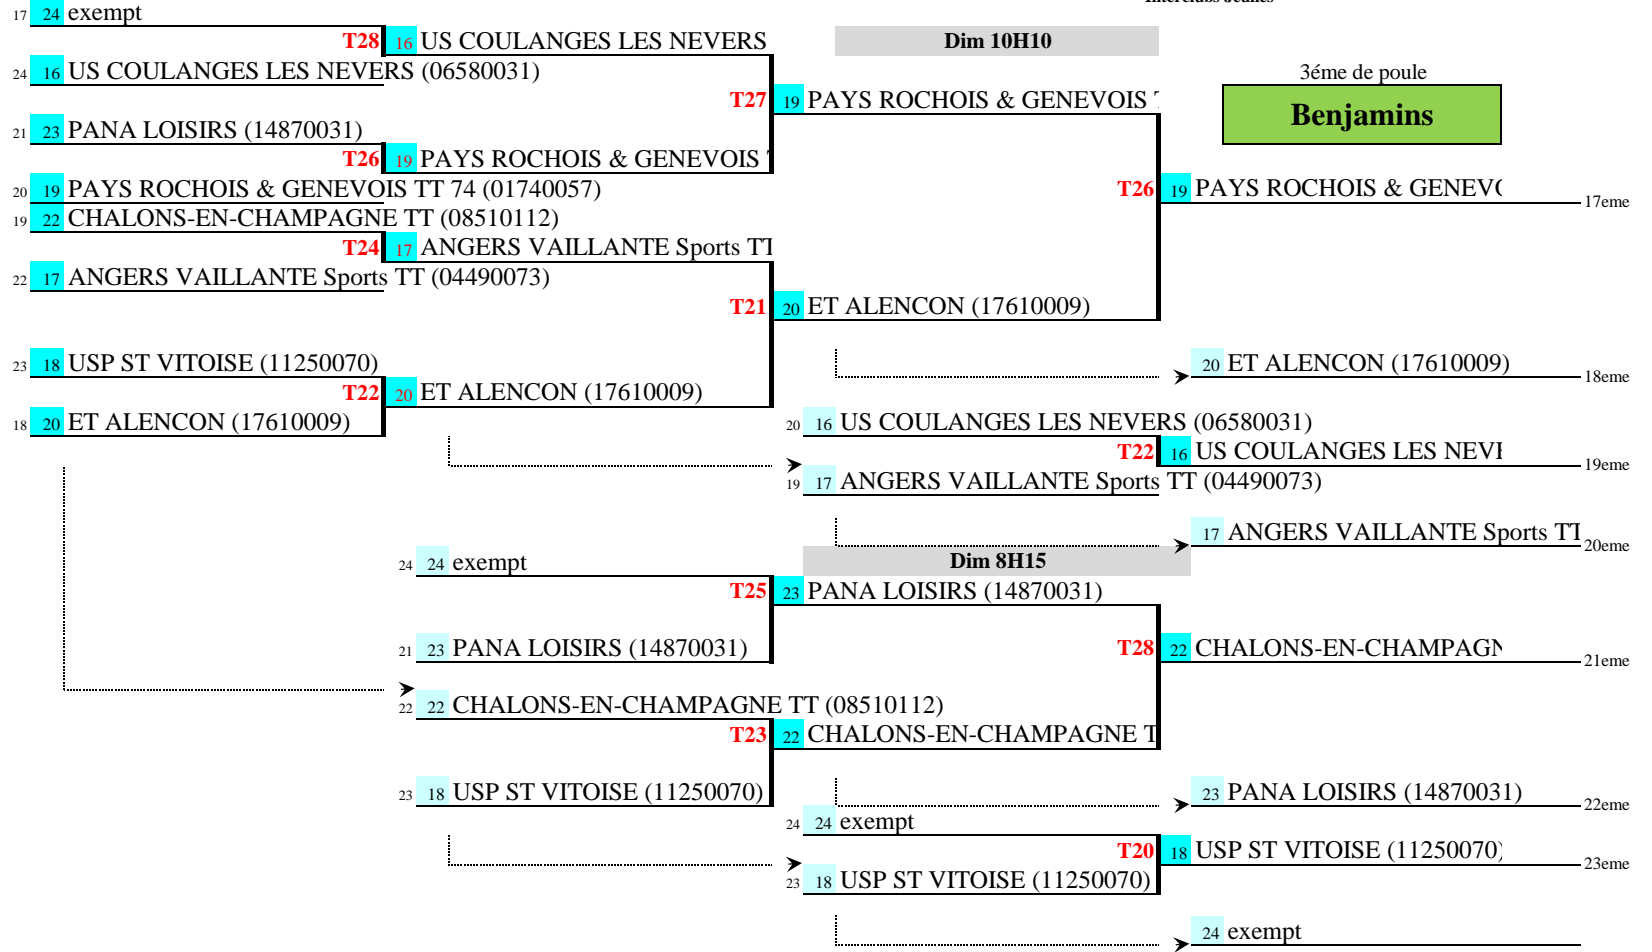 Interclubs Jeunes
17 24 exempt
T28 16 US COULANGES LES NEVERS
Dim 10H10
24 16 US COULANGES LES NEVERS (06580031)
3éme de poule
T27 19 PAYS ROCHOIS & GENEVOIS
Benjamins
21 23 PANA LOISIRS (14870031)
T26 19 PAYS ROCHOIS & GENEVOIS
20 19 PAYS ROCHOIS & GENEVOIS TT 74 (01740057)
T26 19 PAYS ROCHOIS & GENEVO
17eme
19 22 CHALONS-EN-CHAMPAGNE TT (08510112)
T24 17 ANGERS VAILLANTE Sports TT
22 17 ANGERS VAILLANTE Sports TT (04490073)
T21 20 ET ALENCON (17610009)
23 18 USP ST VITOISE (11250070)
20 ET ALENCON (17610009)
18eme
T22 20 ET ALENCON (17610009)
18 20 ET ALENCON (17610009)
20 16 US COULANGES LES NEVERS (06580031)
T22 16 US COULANGES LES NEVE
19eme
19 17 ANGERS VAILLANTE Sports TT (04490073)
17 ANGERS VAILLANTE Sports TT
20eme
24 24 exempt
Dim 8H15
T25 23 PANA LOISIRS (14870031)
21 23 PANA LOISIRS (14870031)
T28 22 CHALONS-EN-CHAMPAGN
21eme
22 22 CHALONS-EN-CHAMPAGNE TT (08510112)
T23 22 CHALONS-EN-CHAMPAGNE T
23 18 USP ST VITOISE (11250070)
23 PANA LOISIRS (14870031)
22eme
24 24 exempt
T20 18 USP ST VITOISE (11250070)
23eme
23 18 USP ST VITOISE (11250070)
24 exempt